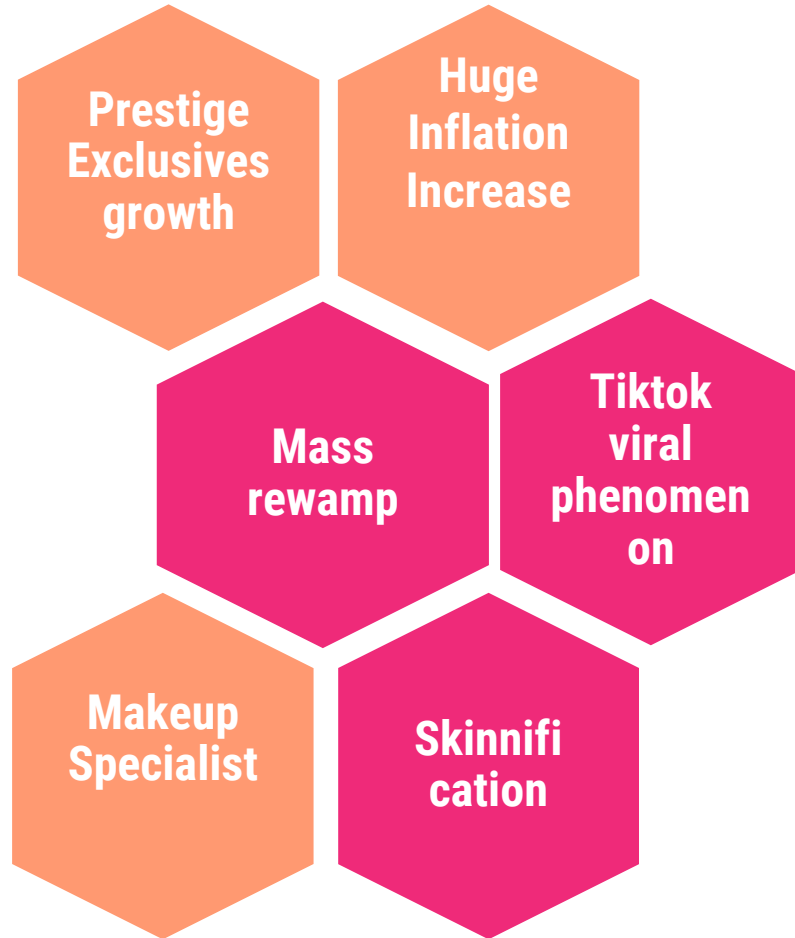 Prestige
Exclusives
growth
Huge
Inflation
Increase
Mass
rewamp
Tiktok
viral
phenomen
on
Makeup
Specialist
Skinnifi
cation